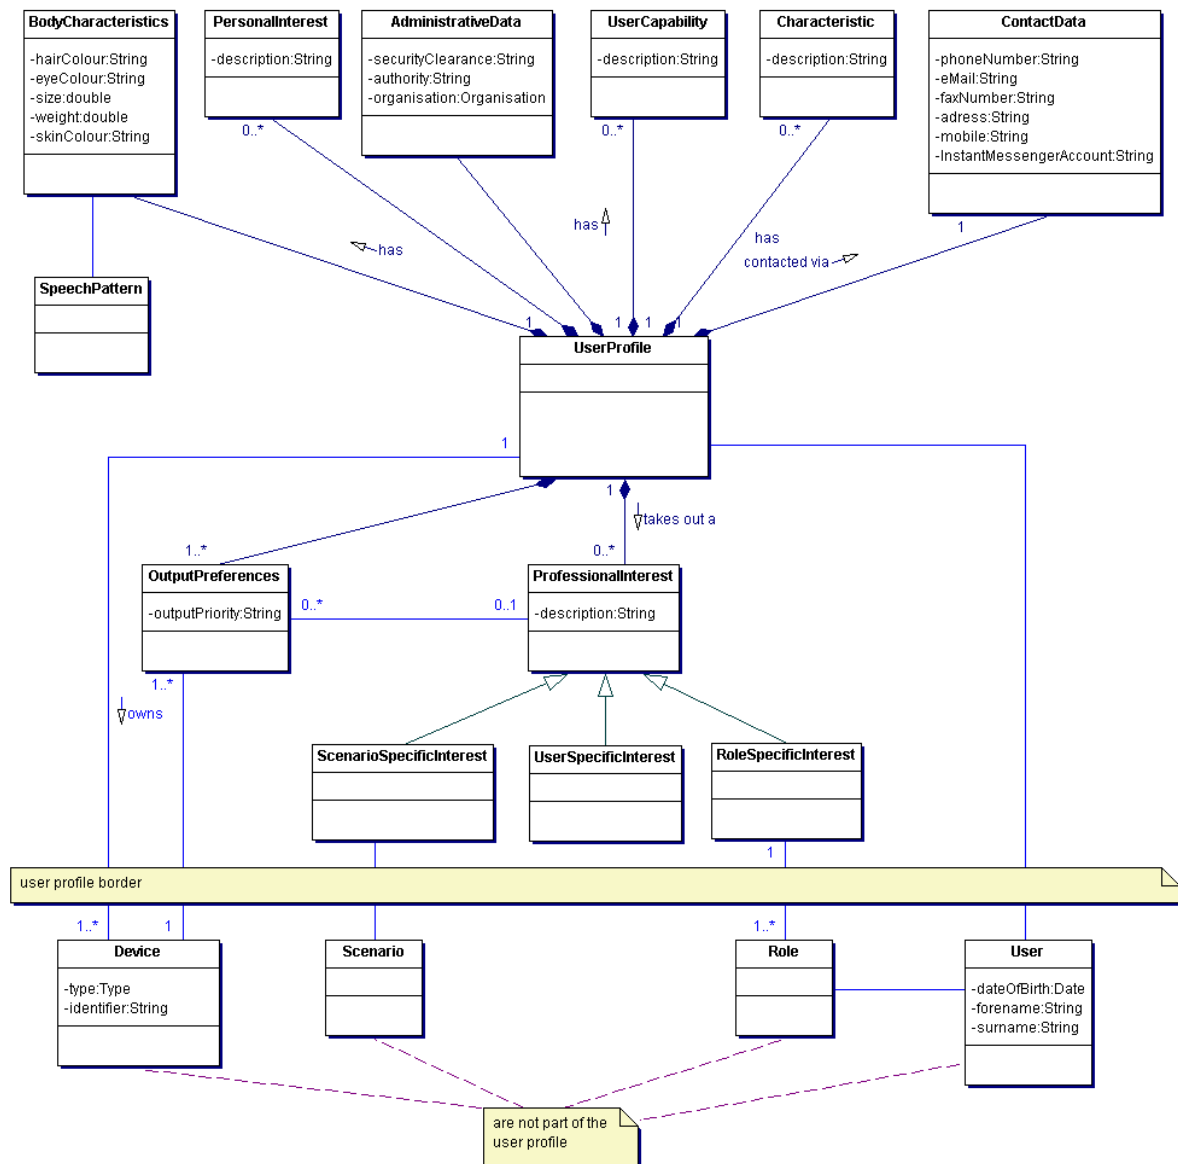 BodyCharacteristics
-hairColour:String
-eyeColour:String
-size:double
-weight:double
-skinColour:String
PersonalInterest
-description:String
AdministrativeData
-securityClearance:String
-authority:String
-organisation:Organisation
UserCapability
-description:String
Characteristic
-description:String
ContactData
-phoneNumber:String
-eMail:String
-faxNumber:String
-adress:String
-mobile:String
-InstantMessengerAccount:String
0..*
0..*
0..*
1
has
has
has
contacted via
SpeechPattern
1
1
1
1
UserProfile
1
1
takes out a
1..*
0..*
OutputPreferences
-outputPriority:String
0..*
0..1
ProfessionalInterest
-description:String
1..*
owns
ScenarioSpecificInterest
UserSpecificInterest
RoleSpecificInterest
1
user profile border
1..*
1
1..*
Device
-type:Type
-identifier:String
Scenario
Role
User
-dateOfBirth:Date
-forename:String
-surname:String
are not part of the
user profile